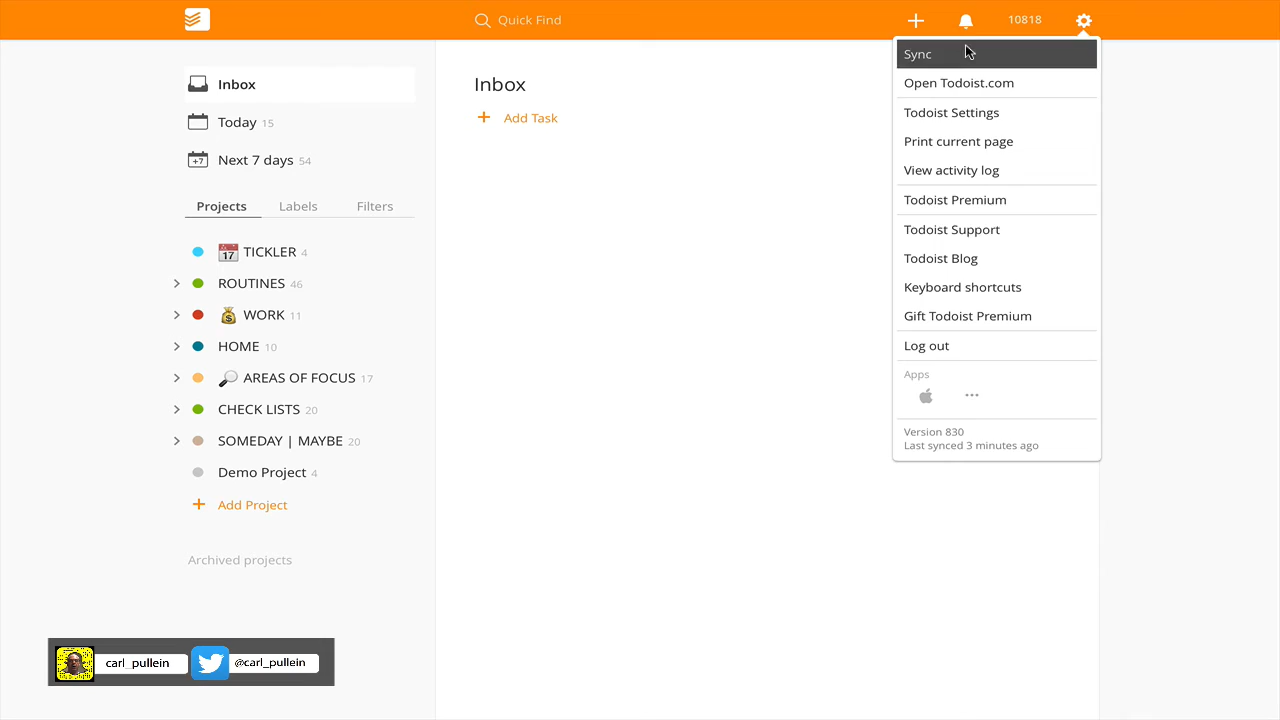 Quick Find
10818
Inbox
Today 15
+7 Next 7 days 54
Projects Labels Filters
17 TICKLER 4
ROUTINES 46
WORK 11
HOME 10
AREAS OF FOCUS 17
CHECK LISTS 20
SOMEDAY | MAYBE 20
Demo Project 4
+ Add Project
Archived projects
Inbox
+ Add Task
Sync
Open Todoist.com
Todoist Settings
Print current page
View activity log
Todoist Premium
Todoist Support
Todoist Blog
Keyboard shortcuts
Gift Todoist Premium
Log out
Apps
Version 830
Last synced 3 minutes ago
carl_pullein
@carl_pullein